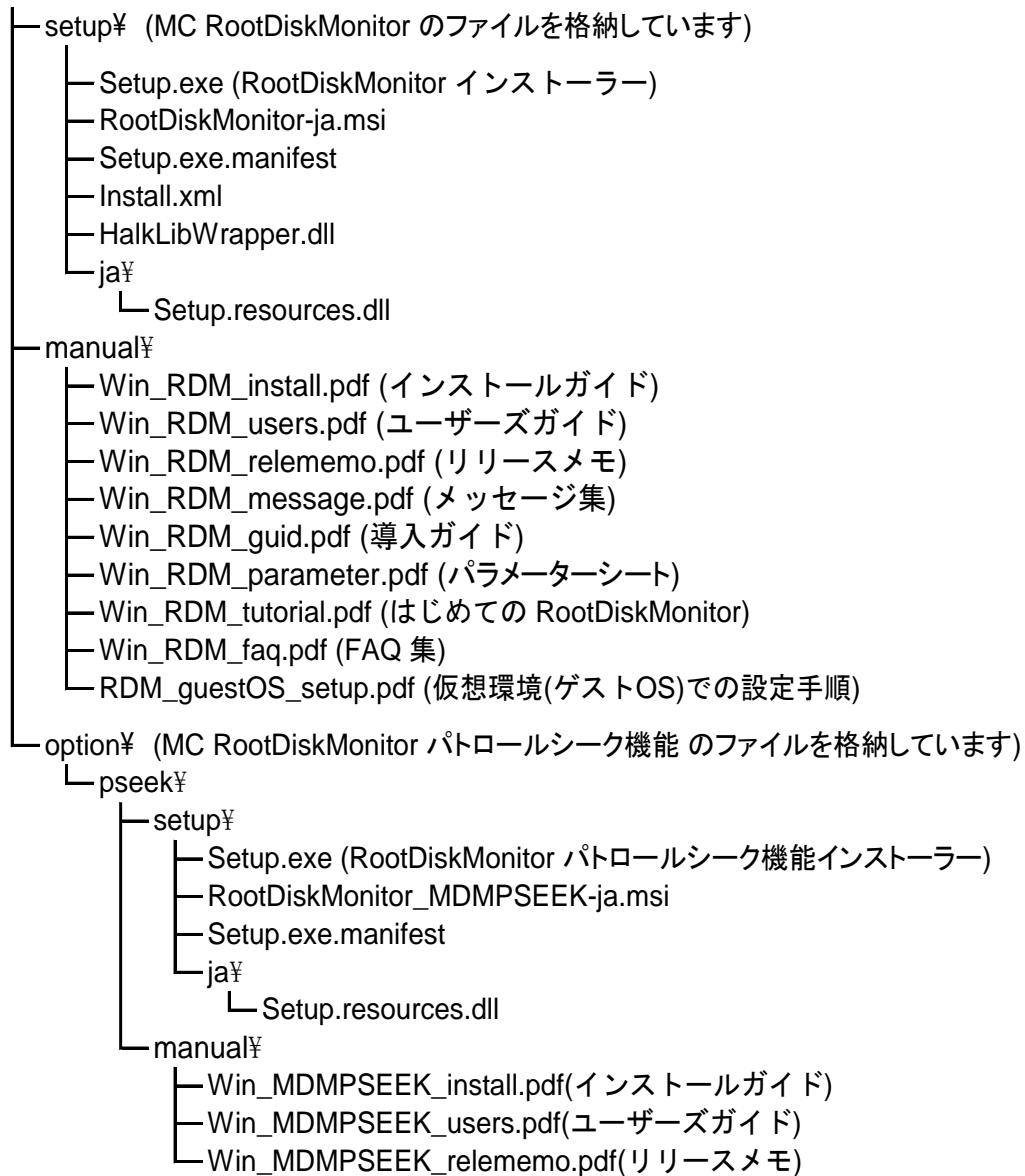 setup¥ (MC RootDiskMonitor のファイルを格納しています)
Setup.exe (RootDiskMonitor インストーラー)
RootDiskMonitor-ja.msi
Setup.exe.manifest
Install.xml
HalkLibWrapper.dll
ja¥
Setup.resources.dll
manual¥
Win_RDM_install.pdf (インストールガイド)
Win_RDM_users.pdf (ユーザーズガイド)
Win_RDM_relememo.pdf (リリースメモ)
Win_RDM_message.pdf (メッセージ集)
Win_RDM_guid.pdf (導入ガイド)
Win_RDM_parameter.pdf (パラメーターシート)
Win_RDM_tutorial.pdf (はじめての RootDiskMonitor)
Win_RDM_faq.pdf (FAQ 集)
RDM_guestOS_setup.pdf (仮想環境(ゲストOS)での設定手順)
option¥ (MC RootDiskMonitor パトロールシーク機能 のファイルを格納しています)
pseek¥
setup¥
Setup.exe (RootDiskMonitor パトロールシーク機能インストーラー)
RootDiskMonitor_MDMPSEEK-ja.msi
Setup.exe.manifest
ja¥
Setup.resources.dll
manual¥
Win_MDMPSEEK_install.pdf(インストールガイド)
Win_MDMPSEEK_users.pdf(ユーザーズガイド)
Win_MDMPSEEK_relememo.pdf(リリースメモ)